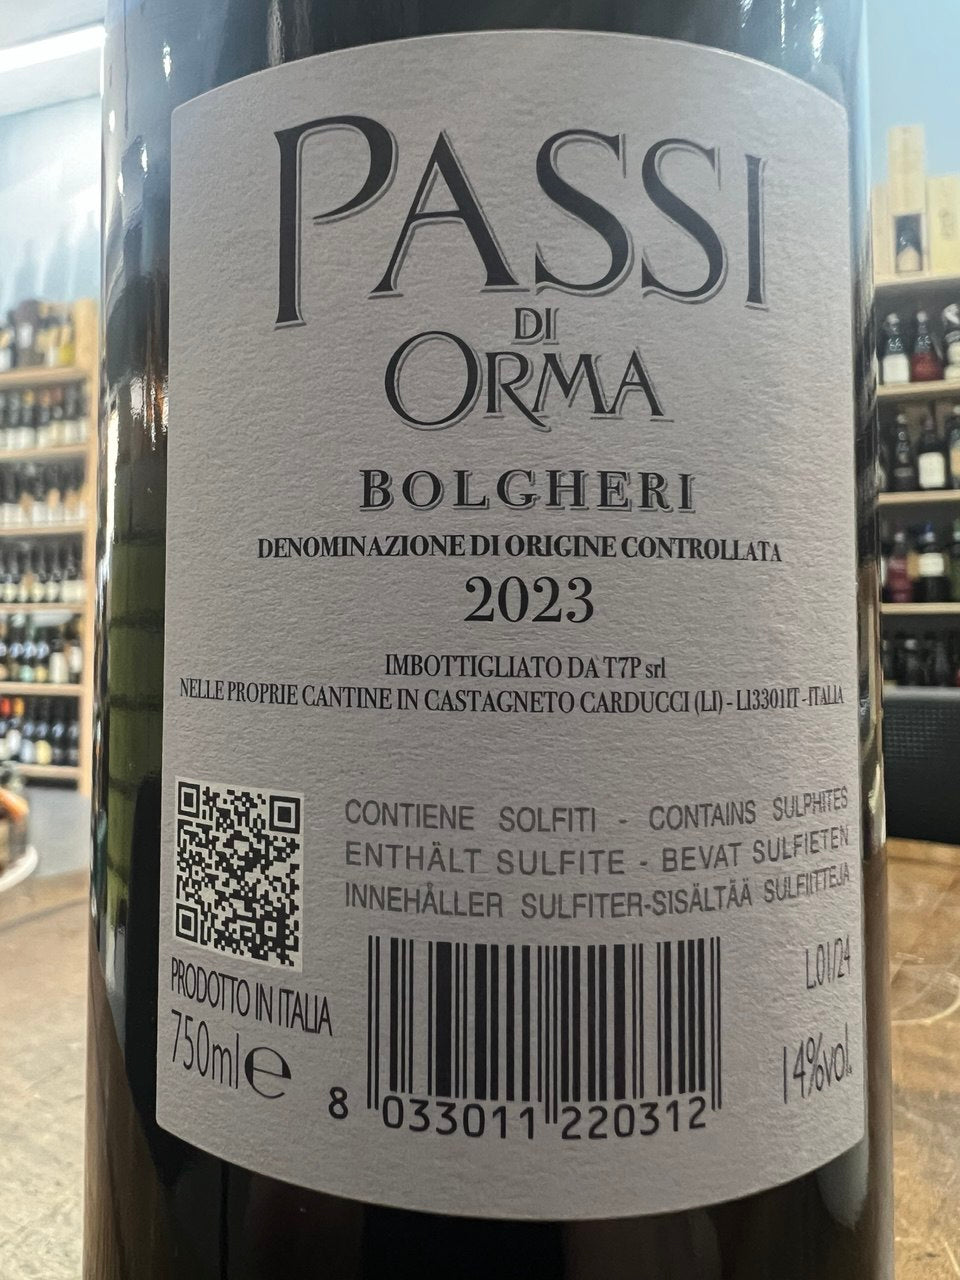 PASSI
DI
ORMA
BOLGHERI
DENOMINAZIONE DI ORIGINE CONTROLLATA
2023
IMBOTTIGLIATO DA T7P srl
NELLE PROPRIE CANTINE IN CASTAGNETO CARDUCCI (LI) - LI3301IT - ITALIA
CONTIENE SOLFITI - CONTAINS SULPHITES
ENTHÄLT SULFITE - BEVAT SULFIETEN
INNEHÅLLER SULFITER-SISÄLTÄÄ SULFIITTEJA
L.01/24
PRODOTTO IN ITALIA
750ml e
14%vol.
8 033011 220312